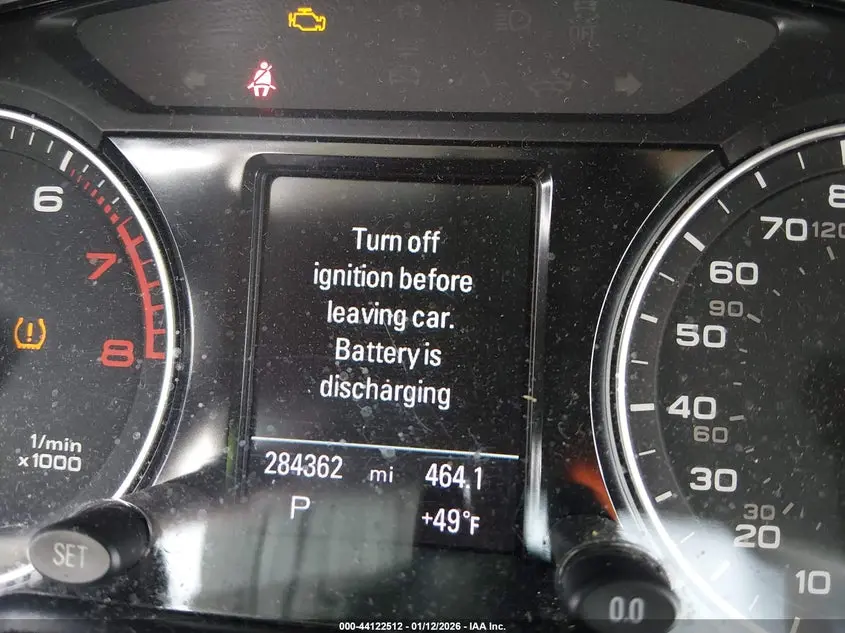 6
7
8
1/min
x1000
SET
Turn off
ignition before
leaving car.
Battery is
discharging
284362 mi 464.1
P +49°F
8
70 120
60
90
50
40
60
30
30
20
10
0.0
000-44122512 - 01/12/2026 - IAA Inc.